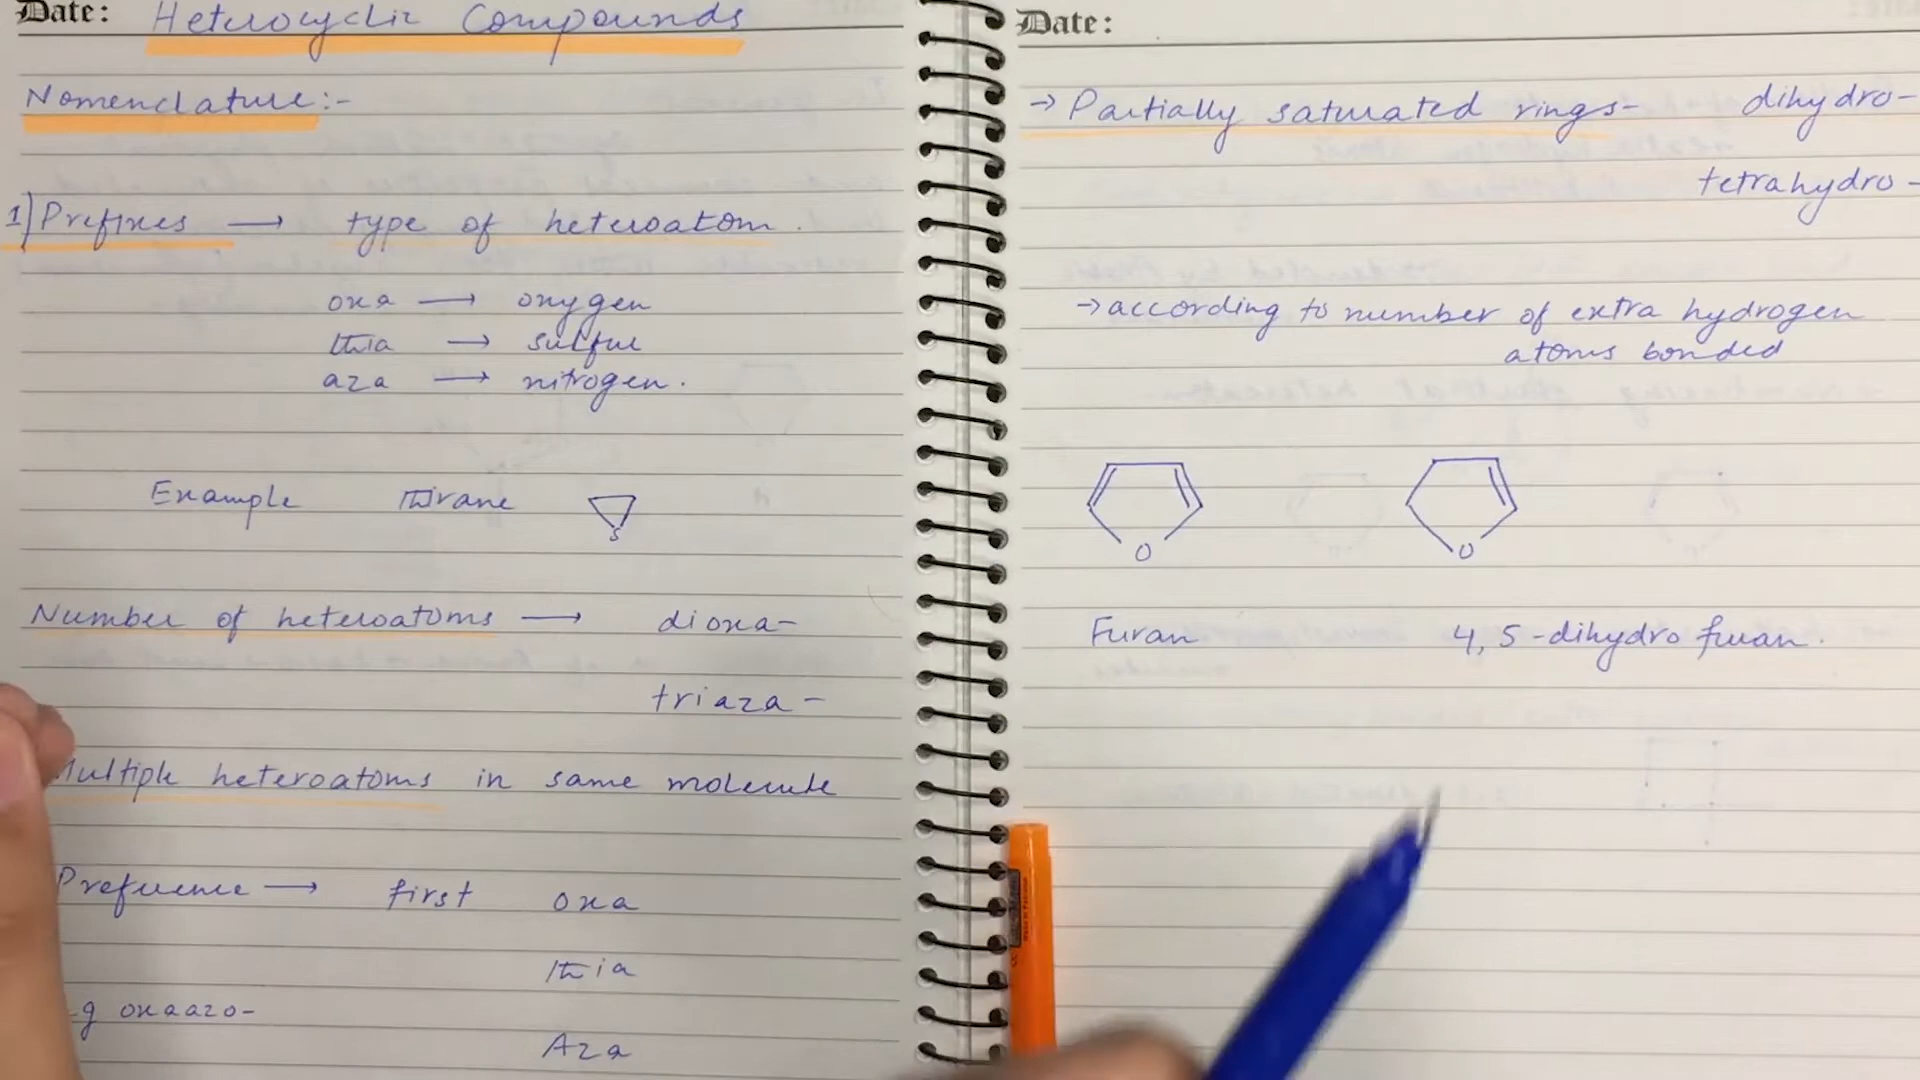 Date: Heterocyclic Compounds
Nomenclature:-
1) Prefixes → type of heteroatom.
oxa → oxygen
thia → sulfur
aza → nitrogen.
Example Thirane
S
Number of heteroatoms → dioxa-
triaza-
Multiple heteroatoms in same molecule
Preference → first oxa
thia
g oxaazo-
Aza
Date:
→ Partially saturated rings- dihydro-
tetrahydro-
→ according to number of extra hydrogen
atoms bonded
O O
Furan 4,5-dihydro furan.